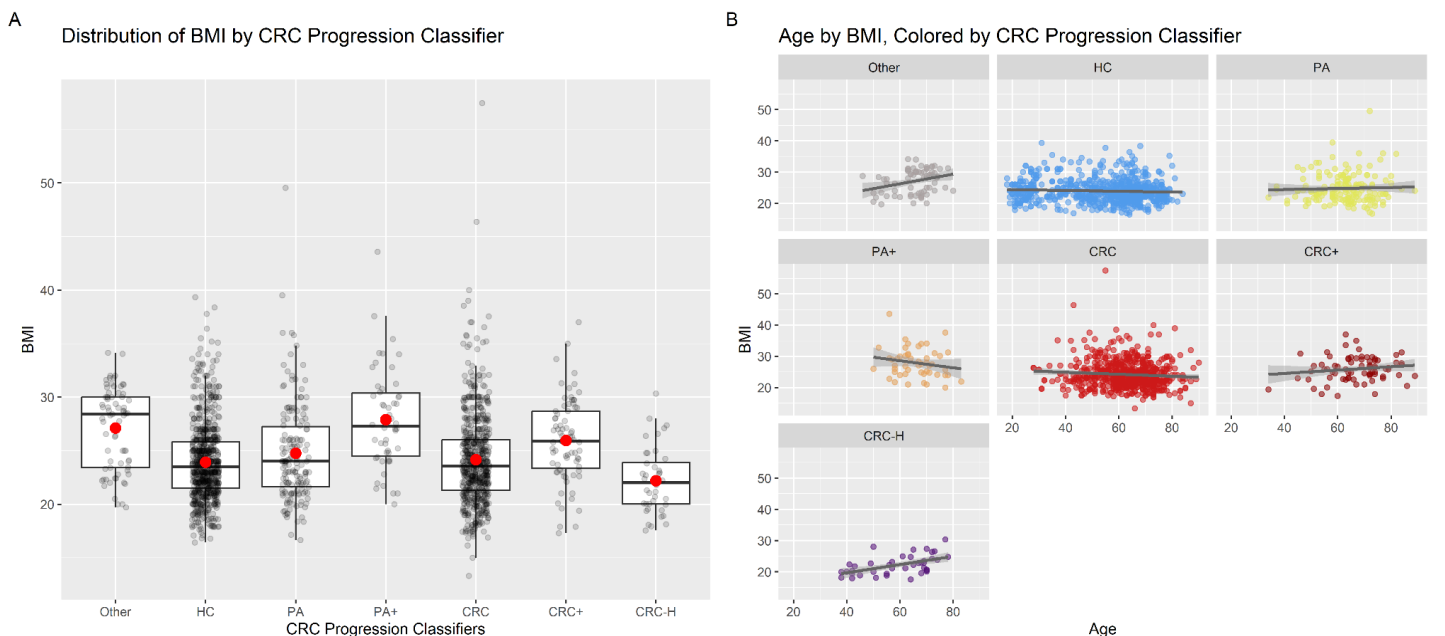 A
Distribution of BMI by CRC Progression Classifier
BMI
50
40
30
20
Other HC PA PA+ CRC CRC+ CRC-H
CRC Progression Classifiers
B
Age by BMI, Colored by CRC Progression Classifier
Other HC PA
50
40
30
20
PA+ CRC CRC+
50
40
30
20
20 40 60 80 20 40 60 80
CRC-H
50
40
30
20
20 40 60 80
BMI
Age